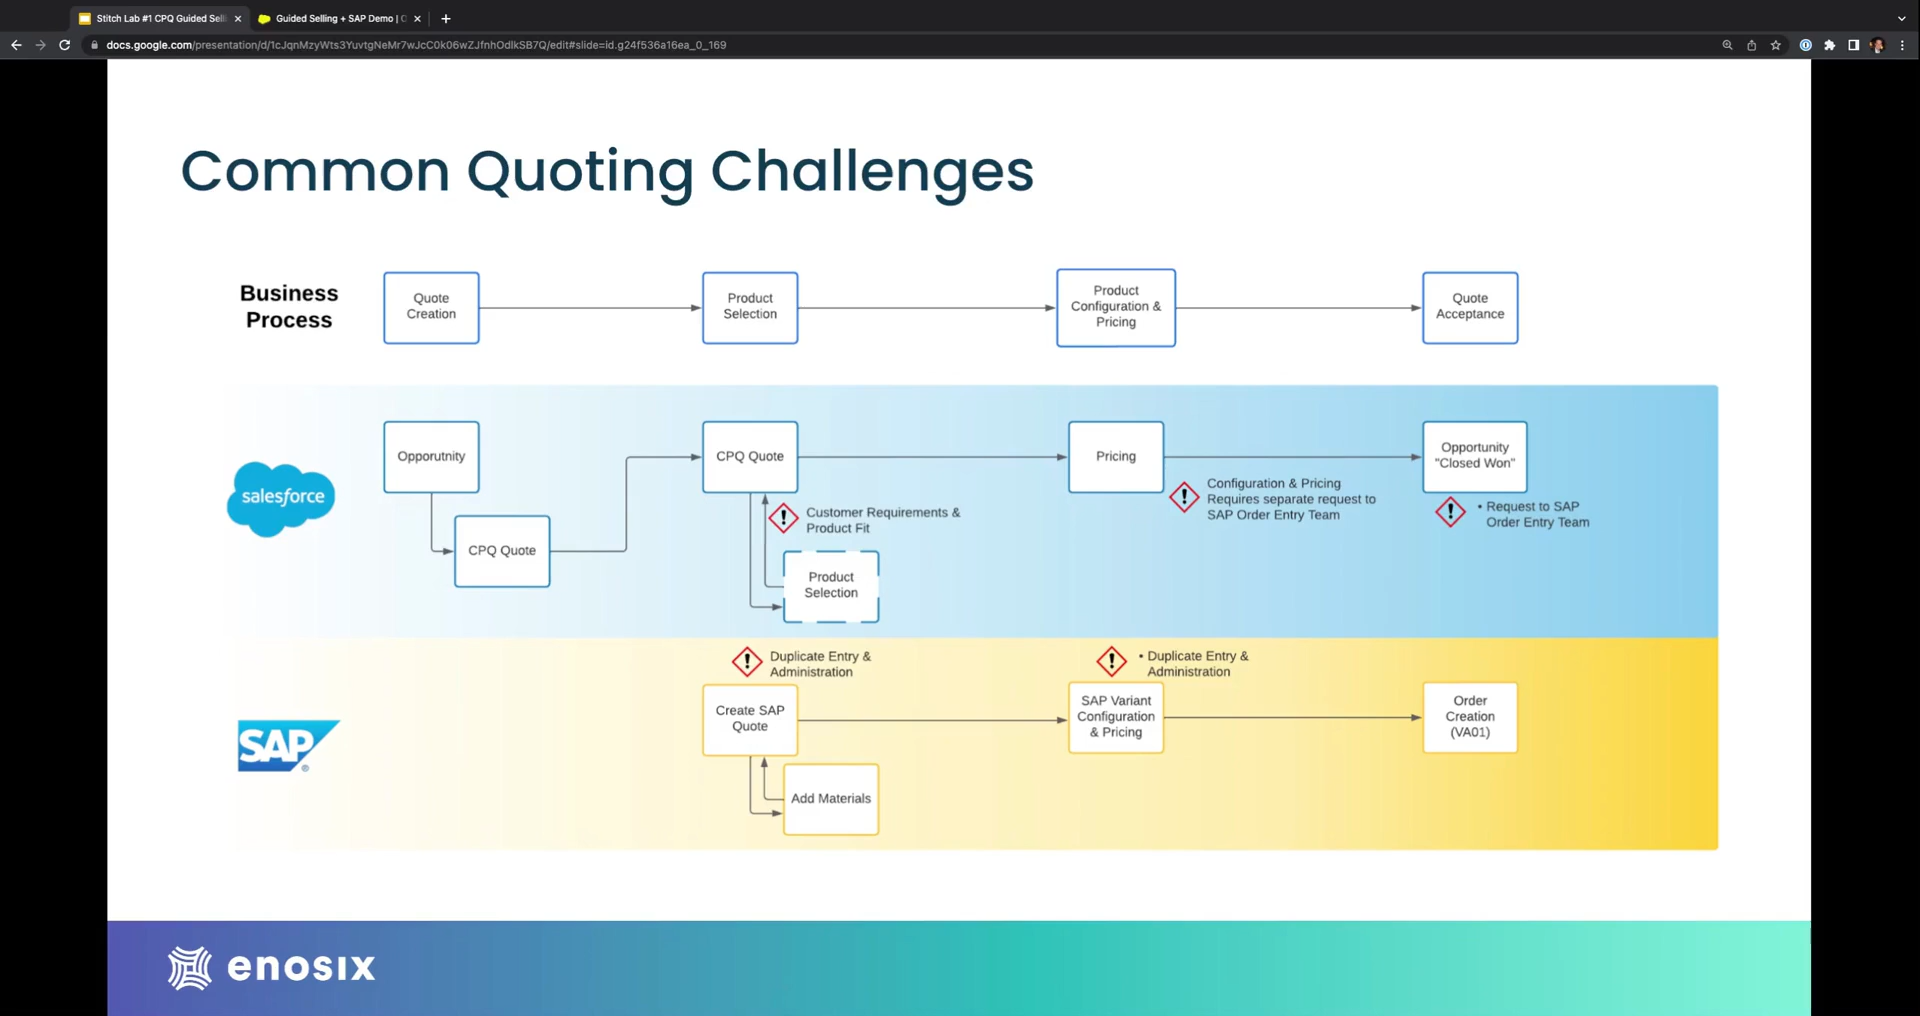 Stitch Lab #1 CPQ Guided Sell
Guided Selling + SAP Demo |
docs.google.com/presentation/d/1cJqnMzyWts3YuvtgNeMr7wJcC0k06wZJfnhOdlkSB7Q/edit#slide=id.g24f536a16ea_0_169
Common Quoting Challenges
Business
Process
Quote
Creation
Product
Selection
Product
Configuration &
Pricing
Quote
Acceptance
salesforce
Opporutnity
CPQ Quote
CPQ Quote
Customer Requirements &
Product Fit
Product
Selection
Pricing
Configuration & Pricing
Requires separate request to
SAP Order Entry Team
Opportunity
"Closed Won"
• Request to SAP
Order Entry Team
SAP®
Duplicate Entry &
Administration
Create SAP
Quote
Add Materials
• Duplicate Entry &
Administration
SAP Variant
Configuration
& Pricing
Order
Creation
(VA01)
enosix